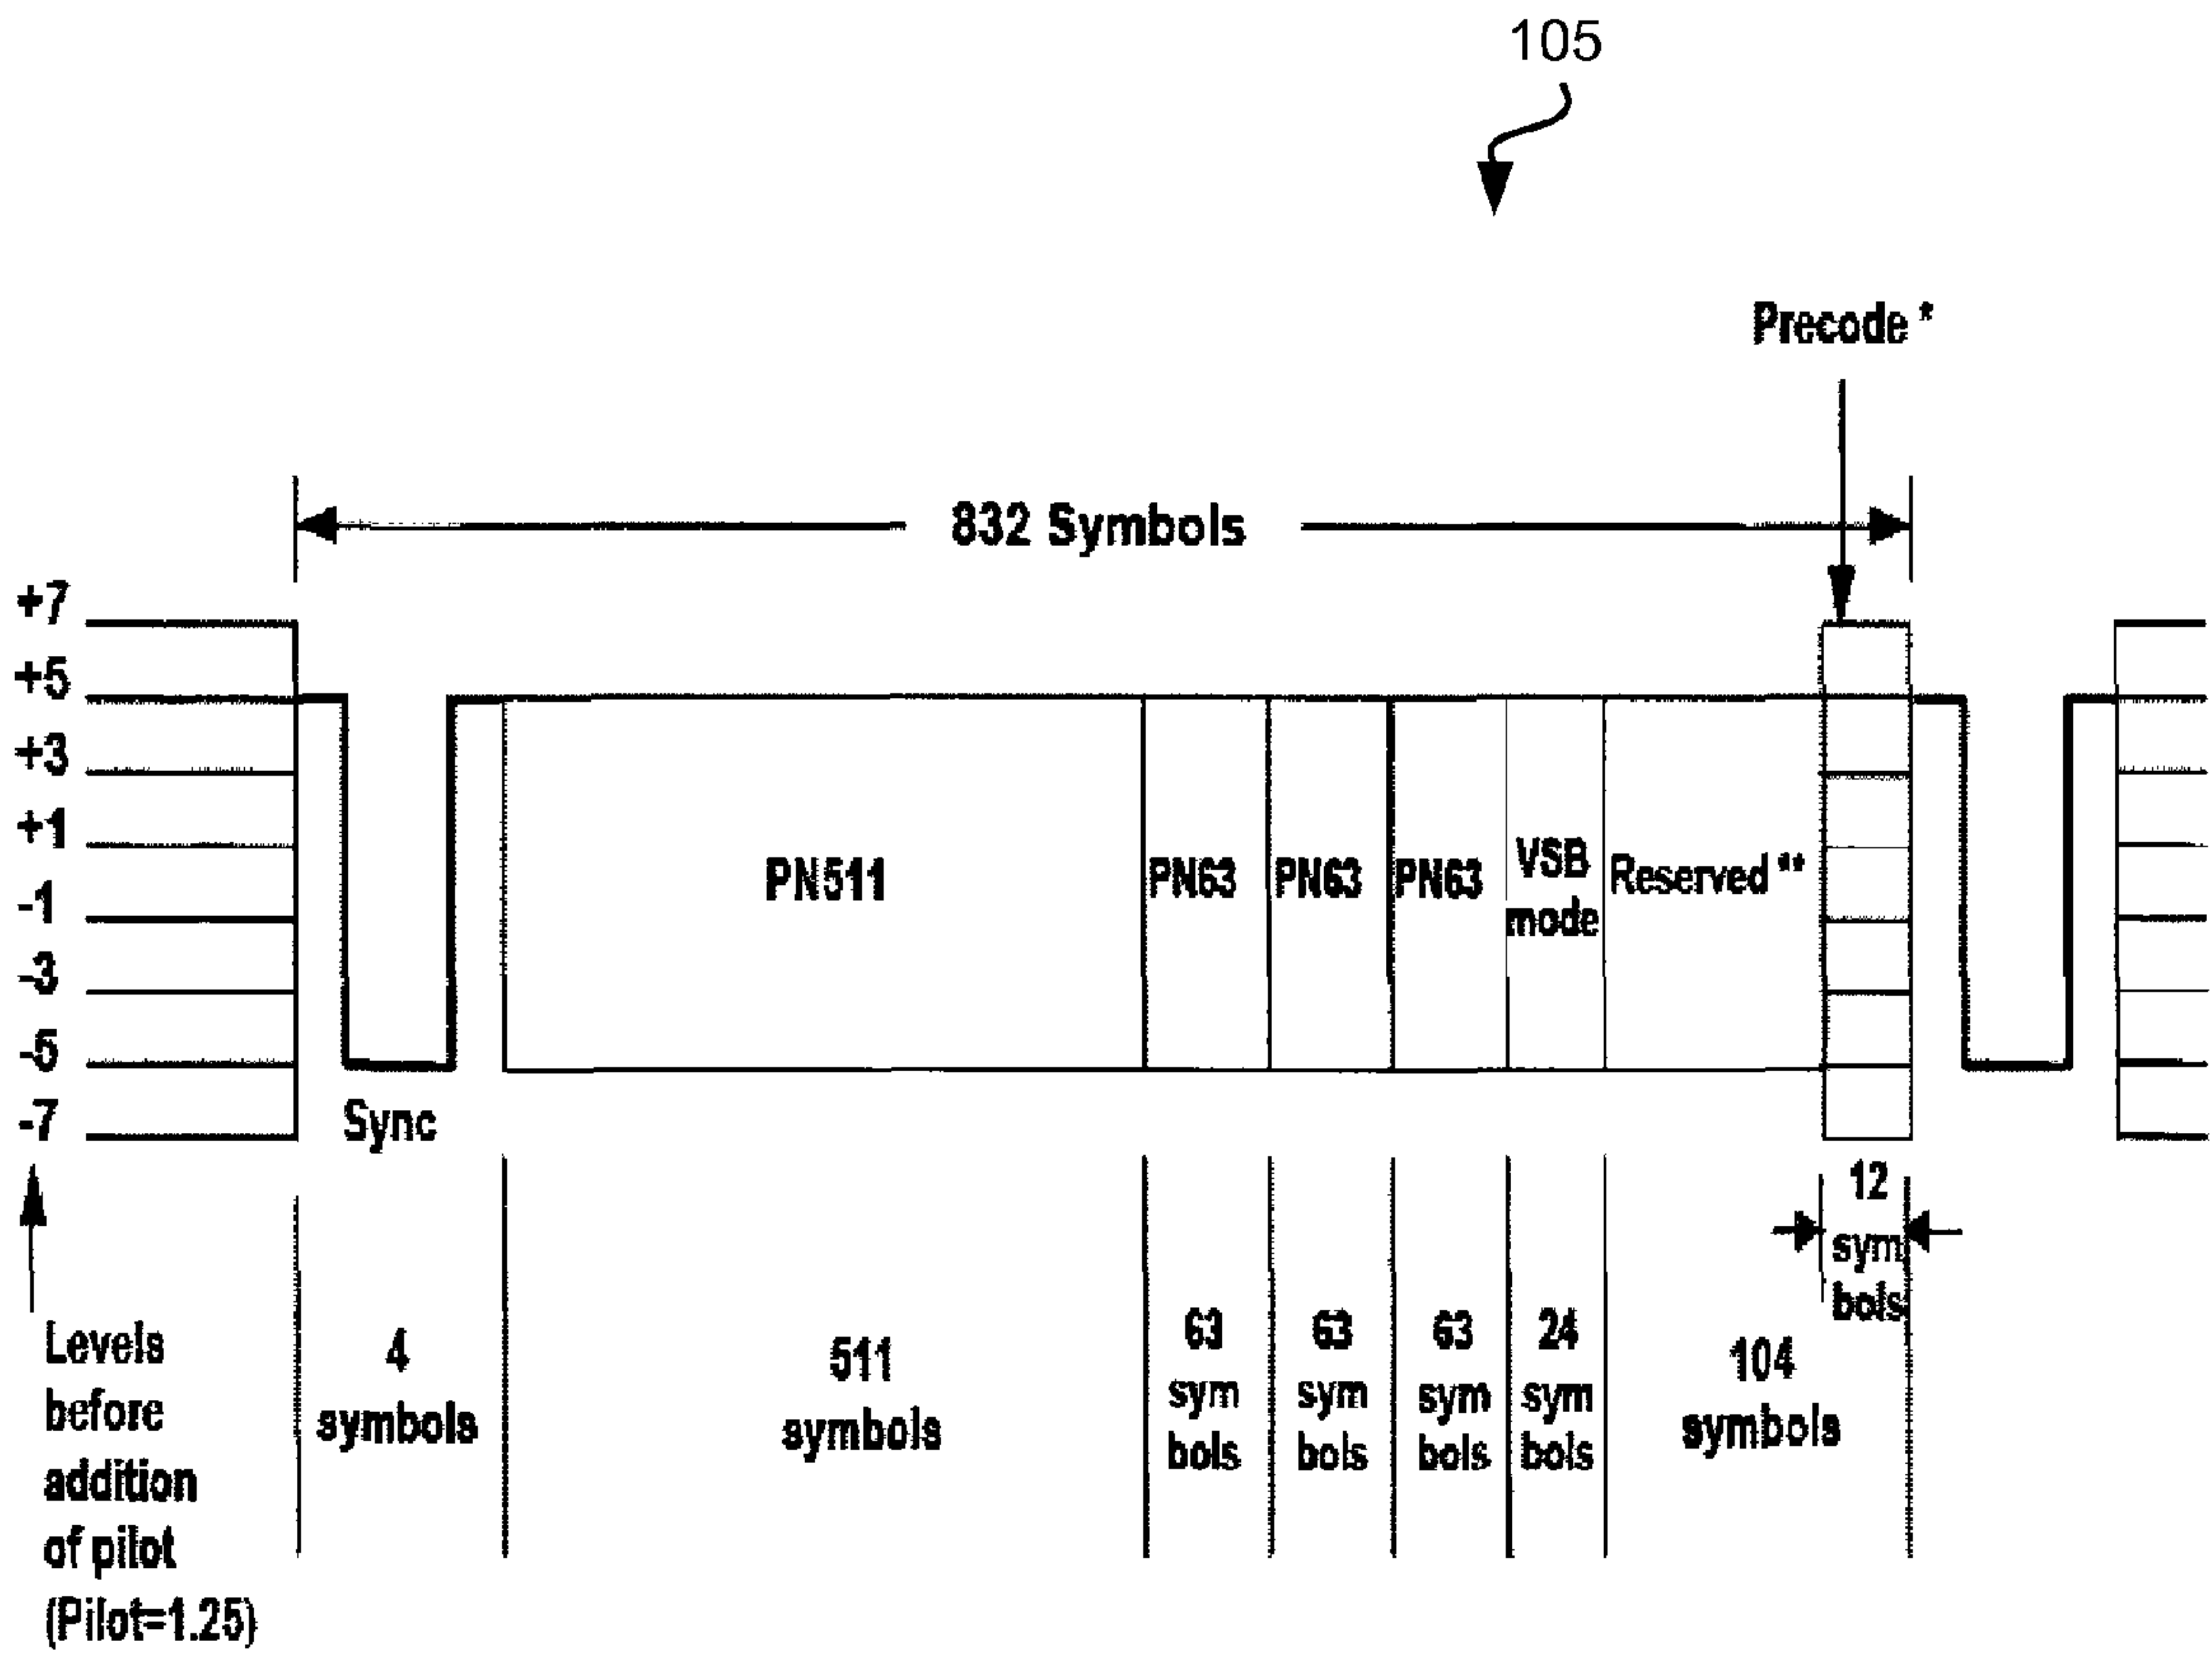 105
Precode *
832 Symbols
+7
+5
+3
+1
-1
-3
-5
-7
PN511
PN63
PN63
PN63
VSB
mode
Reserved **
Sync
Levels
before
addition
of pilot
(Pilot=1.25)
4
symbols
511
symbols
63
sym
bols
63
sym
bols
63
sym
bols
24
sym
bols
104
symbols
12
sym
bols